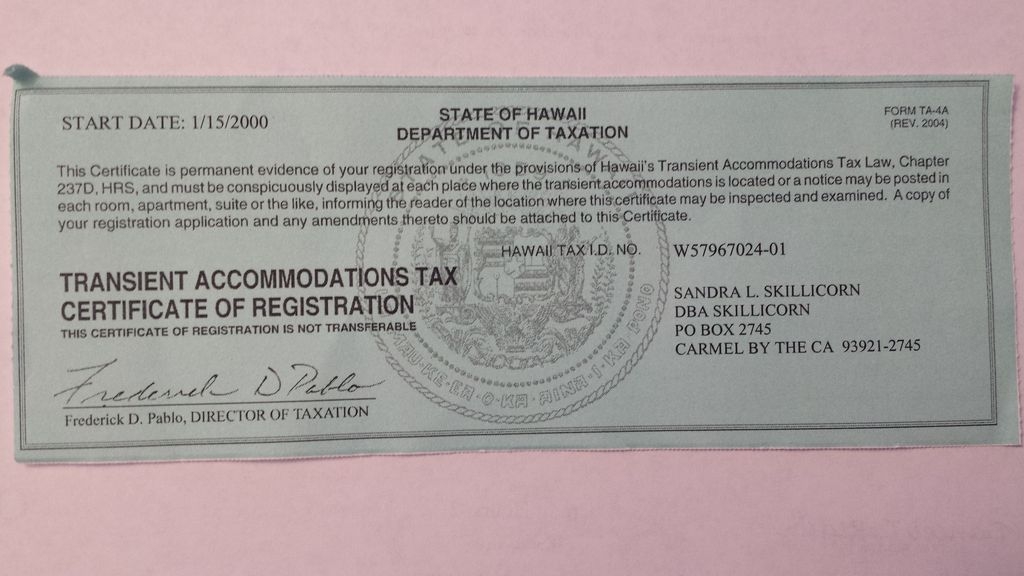 START DATE: 1/15/2000
STATE OF HAWAII
DEPARTMENT OF TAXATION
FORM TA-4A
(REV. 2004)
This Certificate is permanent evidence of your registration under the provisions of Hawaii's Transient Accommodations Tax Law, Chapter
237D, HRS, and must be conspicuously displayed at each place where the transient accommodations is located or a notice may be posted in
each room, apartment, suite or the like, informing the reader of the location where this certificate may be inspected and examined. A copy of
your registration application and any amendments thereto should be attached to this Certificate.
HAWAII TAX I.D. NO. W57967024-01
TRANSIENT ACCOMMODATIONS TAX
CERTIFICATE OF REGISTRATION
THIS CERTIFICATE OF REGISTRATION IS NOT TRANSFERABLE
SANDRA L. SKILLICORN
DBA SKILLICORN
PO BOX 2745
CARMEL BY THE CA 93921-2745
Frederick D Pablo
Frederick D. Pablo, DIRECTOR OF TAXATION